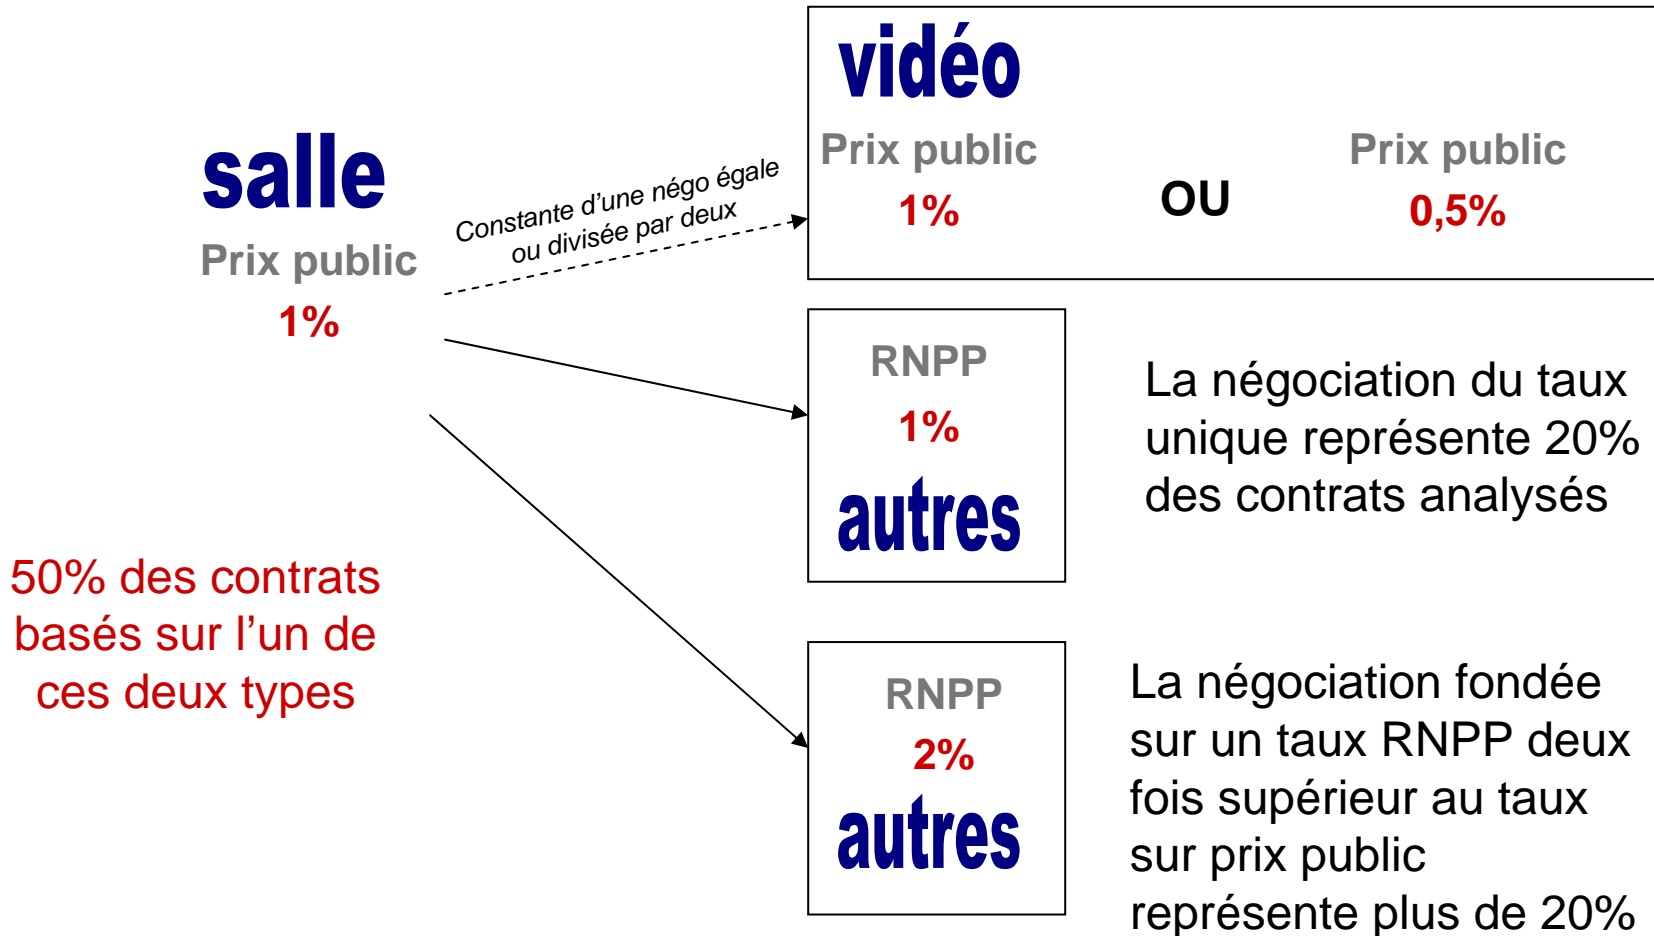 salle
Prix public
1%
Constante d’une négo égale
ou divisée par deux
vidéo
Prix public
1%
OU
Prix public
0,5%
RNPP
1%
autres
La négociation du taux
unique représente 20%
des contrats analysés
50% des contrats
basés sur l’un de
ces deux types
RNPP
2%
autres
La négociation fondée
sur un taux RNPP deux
fois supérieur au taux
sur prix public
représente plus de 20%